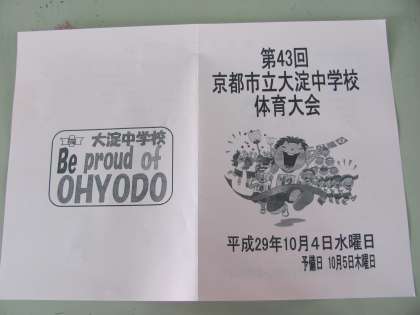 大淀中学校
Be proud of
OHYODO
第43回
京都市立大淀中学校
体育大会
平成29年10月4日水曜日
予備日 10月5日木曜日